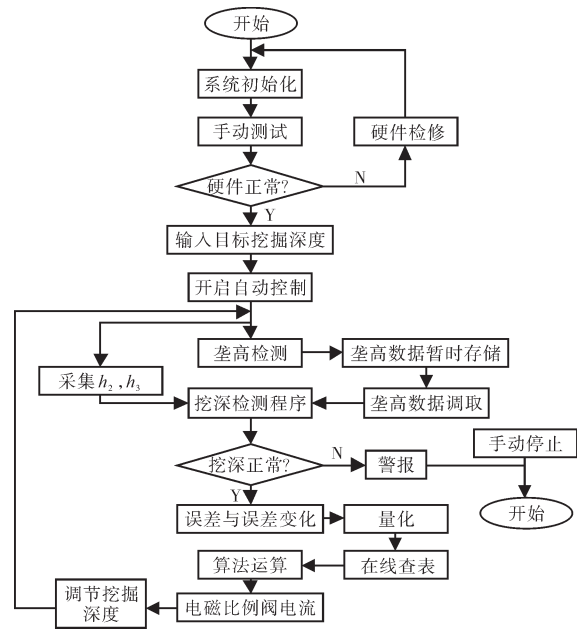 开始
系统初始化
手动测试
硬件检修
硬件正常?
N
Y
输入目标挖掘深度
开启自动控制
垄高检测
垄高数据暂时存储
采集h₂,h₃
挖深检测程序
垄高数据调取
挖深正常?
N
警报
手动停止
Y
开始
误差与误差变化
量化
算法运算
在线查表
调节挖掘
深度
电磁比例阀电流